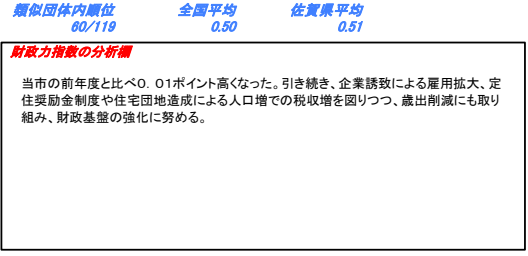 類似団体内順位 全国平均 佐賀県平均
60/119 0.50 0.51
財政力指数の分析欄
当市の前年度と比べ０．０１ポイント高くなった。引き続き、企業誘致による雇用拡大、定
住奨励金制度や住宅団地造成による人口増での税収増を図りつつ、歳出削減にも取り
組み、財政基盤の強化に努める。